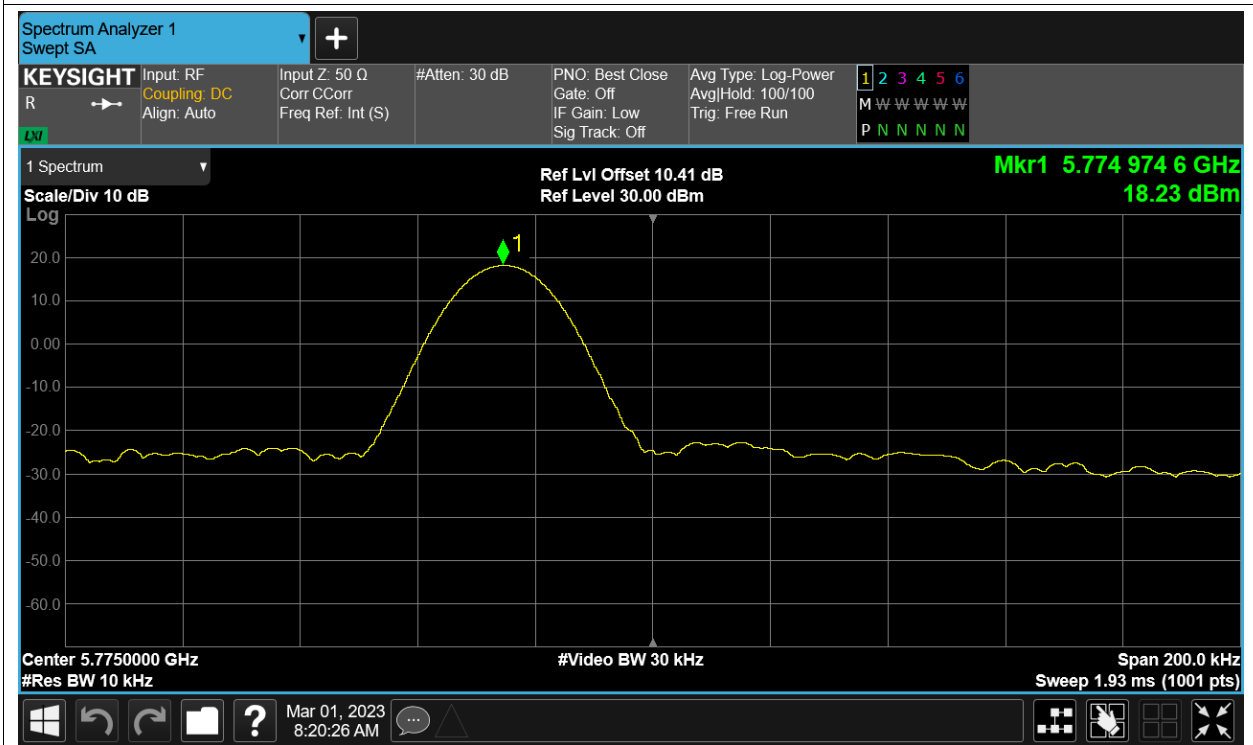 Spectrum Analyzer 1
Swept SA
+
KEYSIGHT
R
LXI
Input: RF
Coupling: DC
Align: Auto
Input Z: 50 Ω
Corr CCorr
Freq Ref: Int (S)
#Atten: 30 dB
PNO: Best Close
Gate: Off
IF Gain: Low
Sig Track: Off
Avg Type: Log-Power
Avg|Hold: 100/100
Trig: Free Run
1 2 3 4 5 6
M W W W W W
P N N N N N
1 Spectrum
Scale/Div 10 dB
Log
Ref Lvl Offset 10.41 dB
Ref Level 30.00 dBm
Mkr1 5.774 974 6 GHz
18.23 dBm
1
20.0
10.0
0.00
-10.0
-20.0
-30.0
-40.0
-50.0
-60.0
Center 5.7750000 GHz
#Res BW 10 kHz
#Video BW 30 kHz
Span 200.0 kHz
Sweep 1.93 ms (1001 pts)
?
Mar 01, 2023
8:20:26 AM